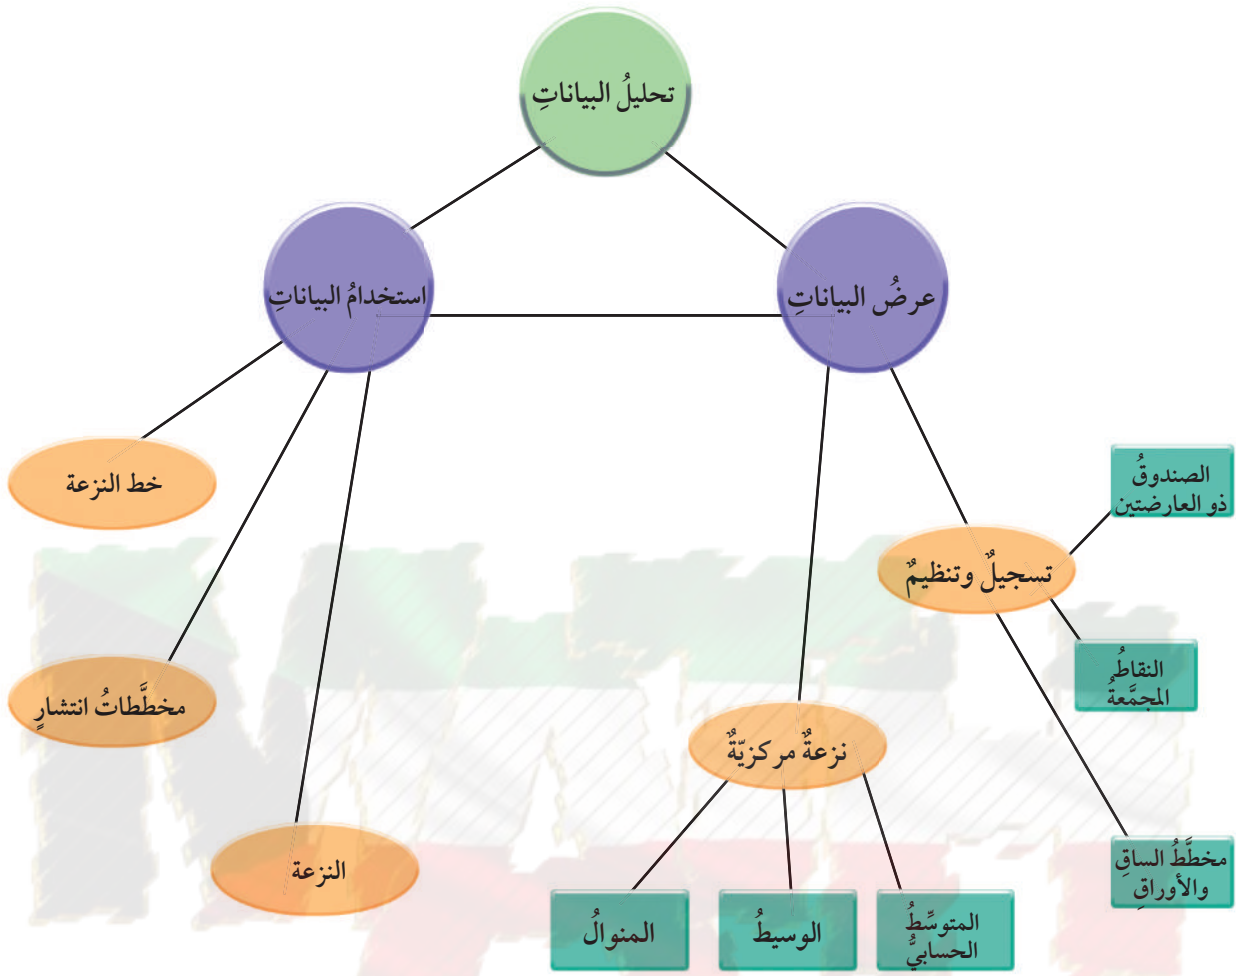 تحليلُ البياناتِ
عرضُ البياناتِ
استخدامُ البياناتِ
الصندوقُ
ذو العارضتين
خط النزعة
تسجيلٌ وتنظيمٌ
النقاطُ
المجمَّعةُ
مخطَّطاتُ انتشارٍ
نزعةٌ مركزيّةٌ
مخطَّطُ الساقِ
والأوراقِ
النزعة
المتوسِّطُ
الحسابيُّ
الوسيطُ
المنوالُ